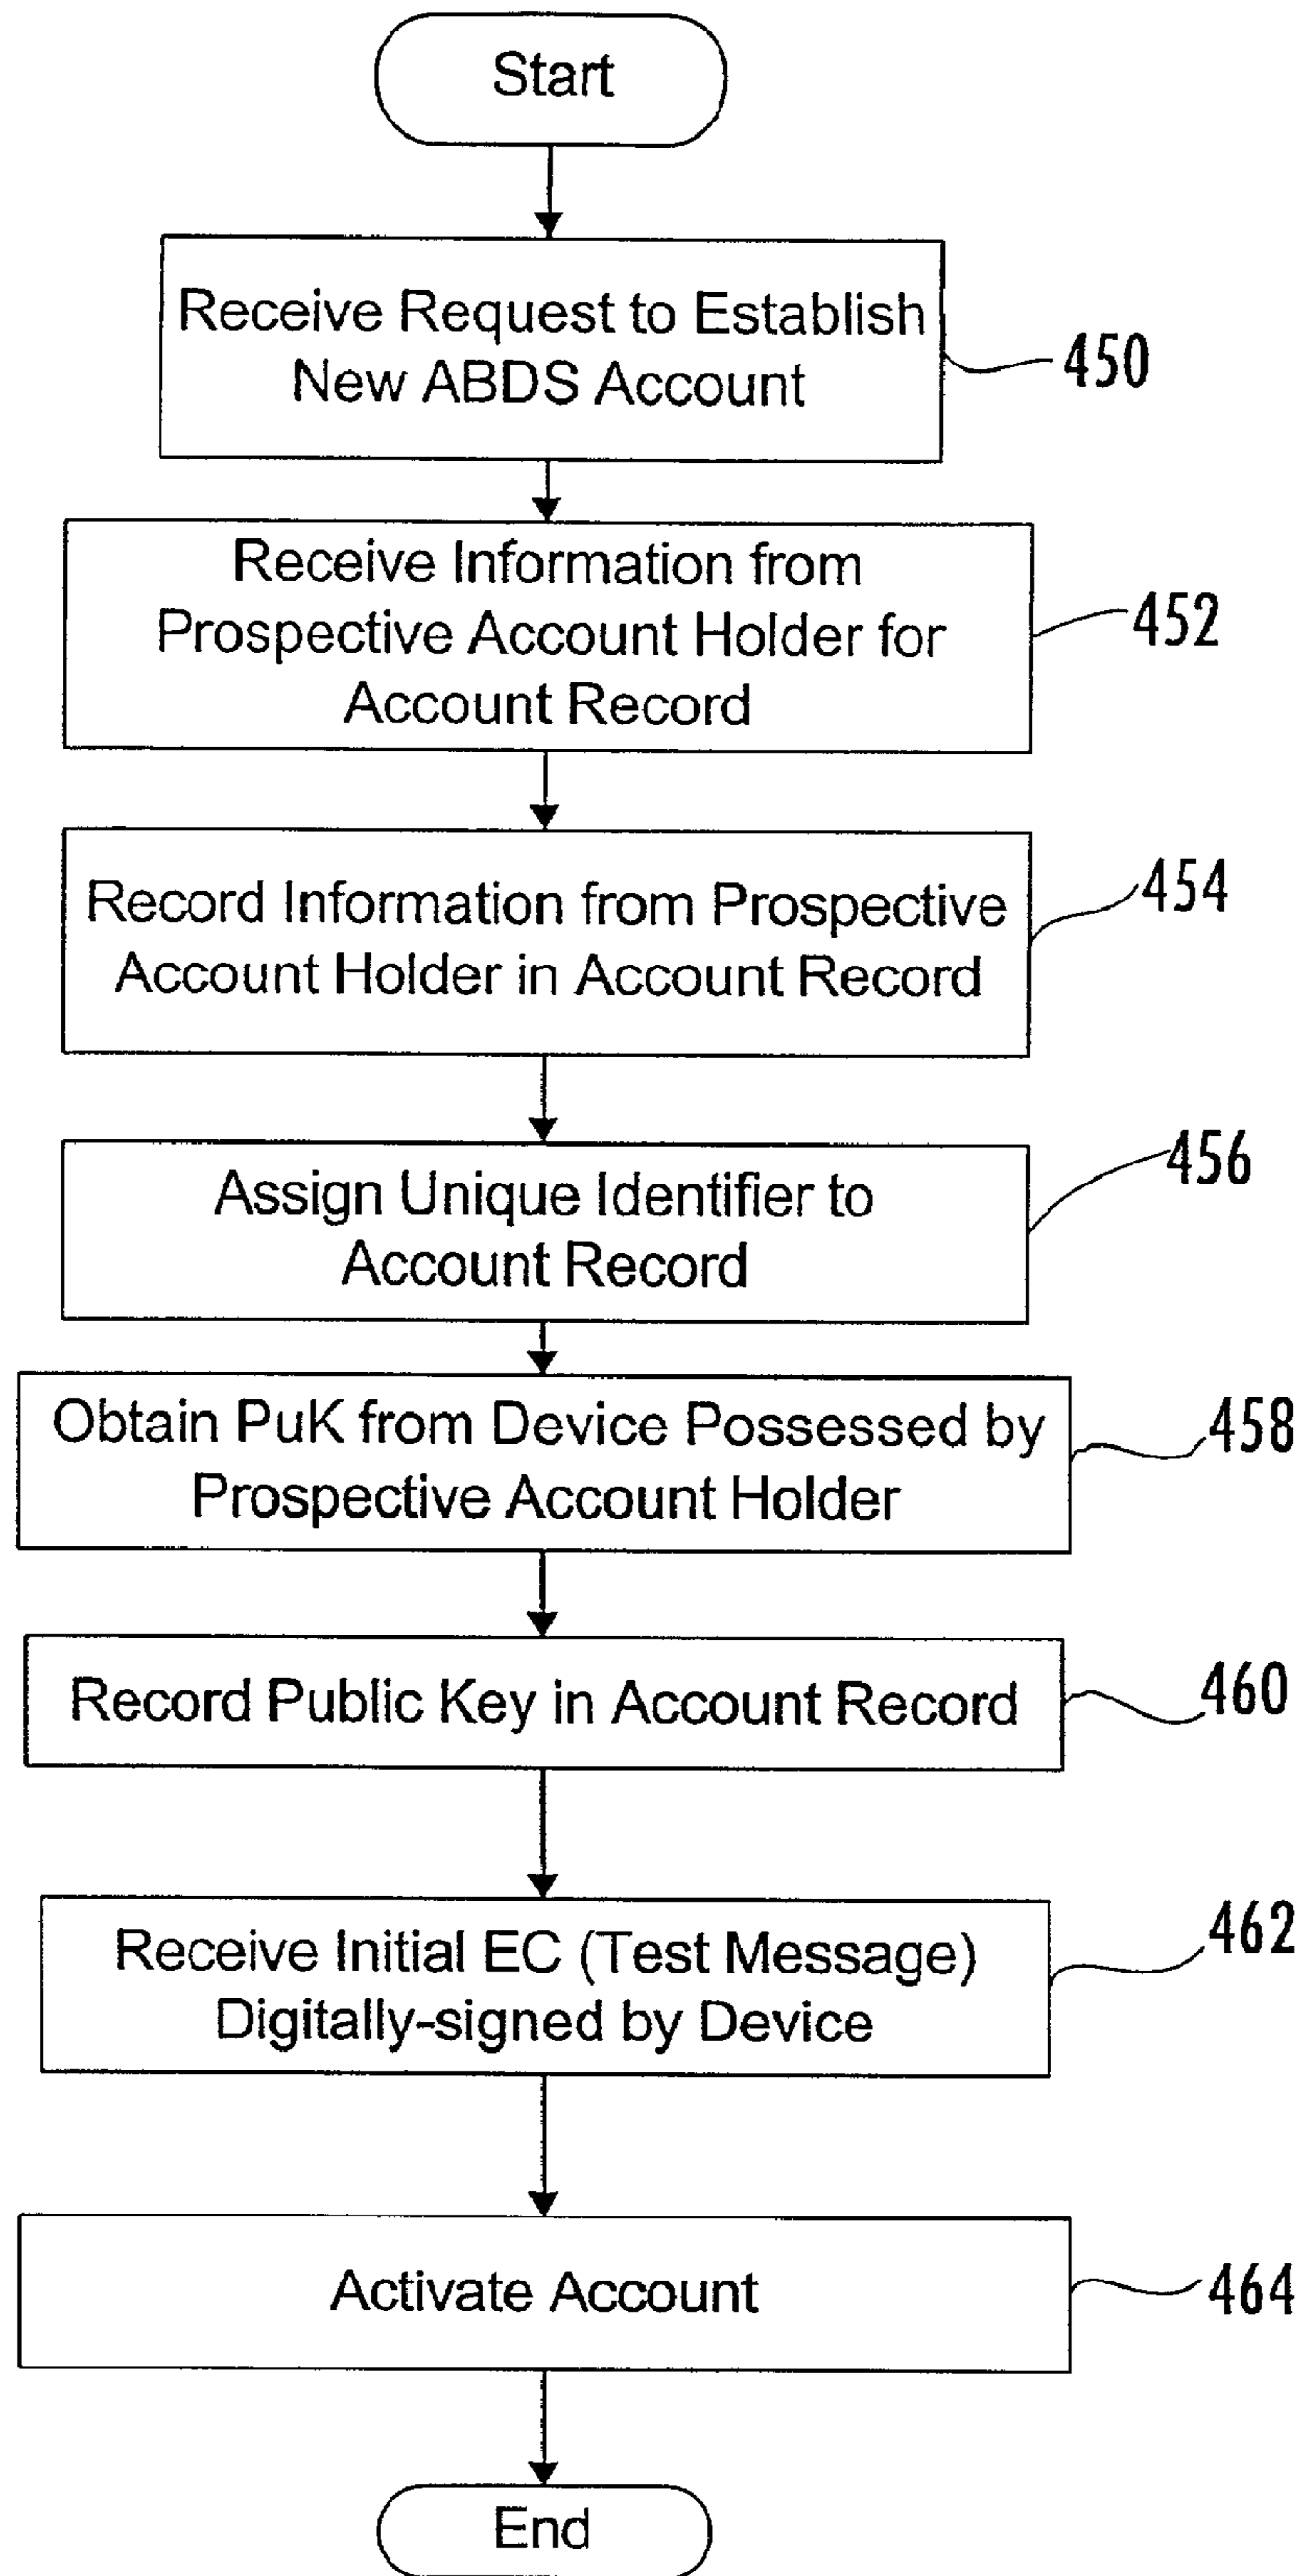 Start
Receive Request to Establish
New ABDS Account
450
Receive Information from
Prospective Account Holder for
Account Record
452
Record Information from Prospective
Account Holder in Account Record
454
Assign Unique Identifier to
Account Record
456
Obtain PuK from Device Possessed by
Prospective Account Holder
458
Record Public Key in Account Record
460
Receive Initial EC (Test Message)
Digitally-signed by Device
462
Activate Account
464
End